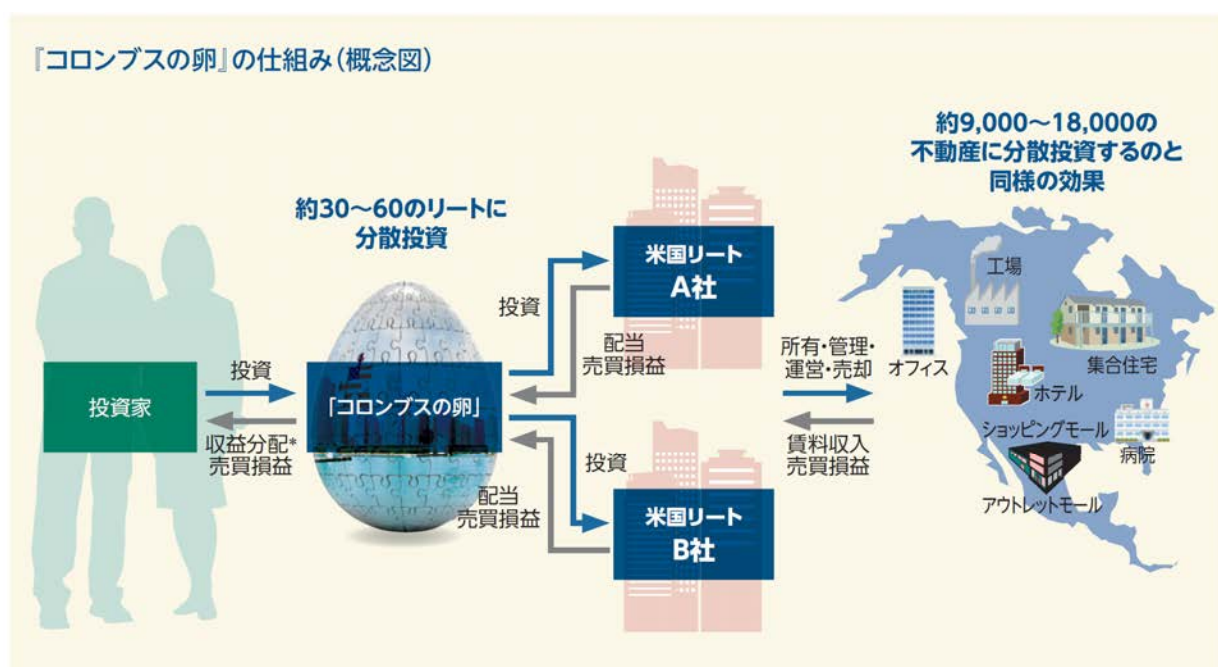 『コロンブスの卵』の仕組み(概念図)
約9,000～18,000の
不動産に分散投資するのと
同様の効果
約30～60のリートに
分散投資
投資家
投資
収益分配*
売買損益
「コロンブスの卵」
投資
配当
売買損益
投資
配当
売買損益
米国リート
A社
米国リート
B社
所有・管理・
運営・売却
賃料収入
売買損益
工場
オフィス
集合住宅
ホテル
ショッピングモール
病院
アウトレットモール